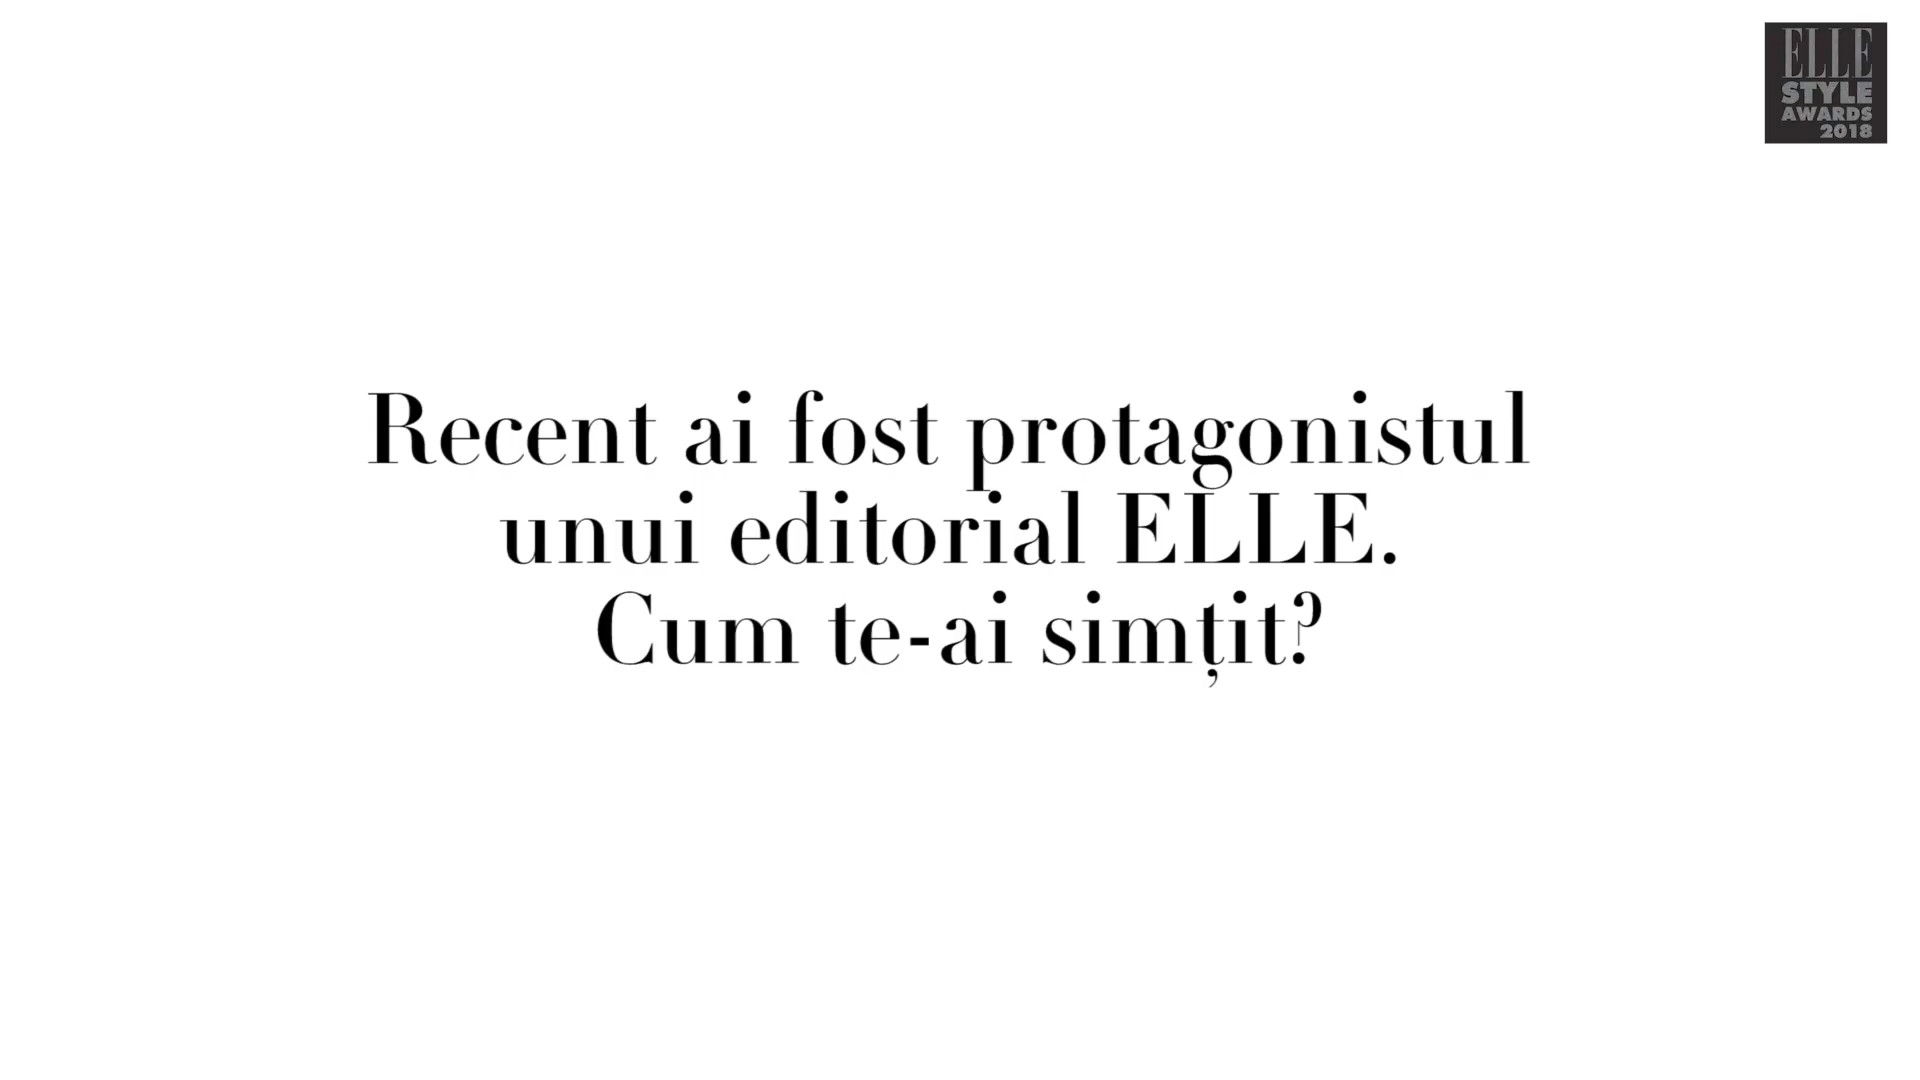 ELLE
STYLE
AWARDS
2018
Recent ai fost protagonistul
unui editorial ELLE.
Cum te-ai simțit?